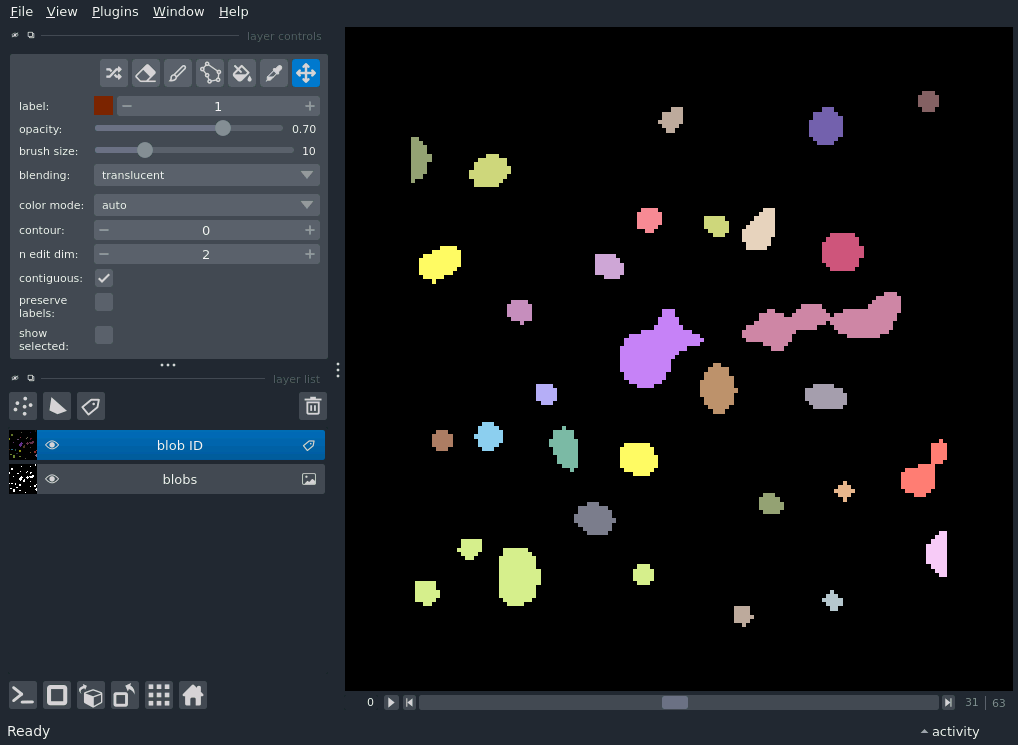 File View Plugins Window Help
layer controls
label: 1
opacity: 0.70
brush size: 10
blending: translucent
color mode: auto
contour: 0
n edit dim: 2
contiguous:
preserve
labels:
show
selected:
layer list
blob ID
blobs
0 31 | 63
Ready activity